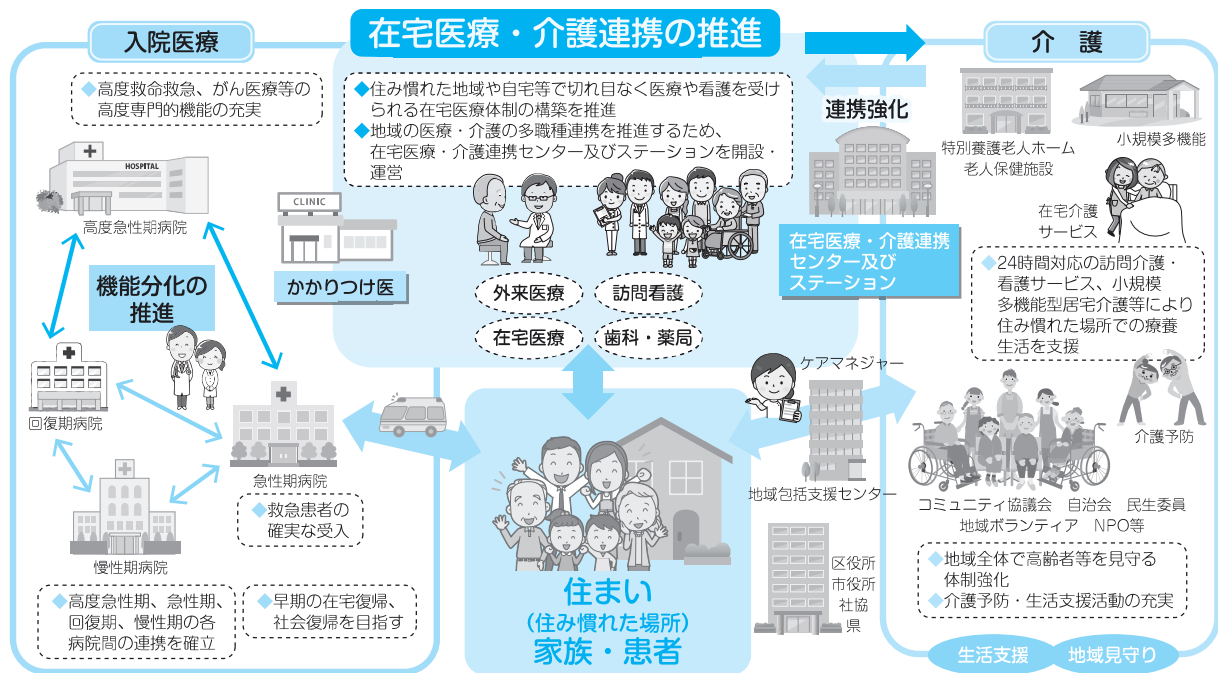 在宅医療・介護連携の推進
入院医療
◆高度救命救急、がん医療等の
高度専門的機能の充実
HOSPITAL
高度急性期病院
機能分化の
推進
回復期病院
急性期病院
◆救急患者の
確実な受入
慢性期病院
◆高度急性期、急性期、
回復期、慢性期の各
病院間の連携を確立
◆早期の在宅復帰、
社会復帰を目指す
◆住み慣れた地域や自宅等で切れ目なく医療や看護を受け
られる在宅医療体制の構築を推進
◆地域の医療・介護の多職種連携を推進するため、
在宅医療・介護連携センター及びステーションを開設・
運営
CLINIC
かかりつけ医
外来医療
訪問看護
在宅医療
歯科・薬局
連携強化
在宅医療・介護連携
センター及び
ステーション
住まい
(住み慣れた場所)
家族・患者
ケアマネジャー
地域包括支援センター
区役所
市役所
社協
県
介 護
特別養護老人ホーム
老人保健施設
小規模多機能
在宅介護
サービス
◆24時間対応の訪問介護・
看護サービス、小規模
多機能型居宅介護等により
住み慣れた場所での療養
生活を支援
介護予防
コミュニティ協議会 自治会 民生委員
地域ボランティア NPO等
◆地域全体で高齢者等を見守る
体制強化
◆介護予防・生活支援活動の充実
生活支援
地域見守り